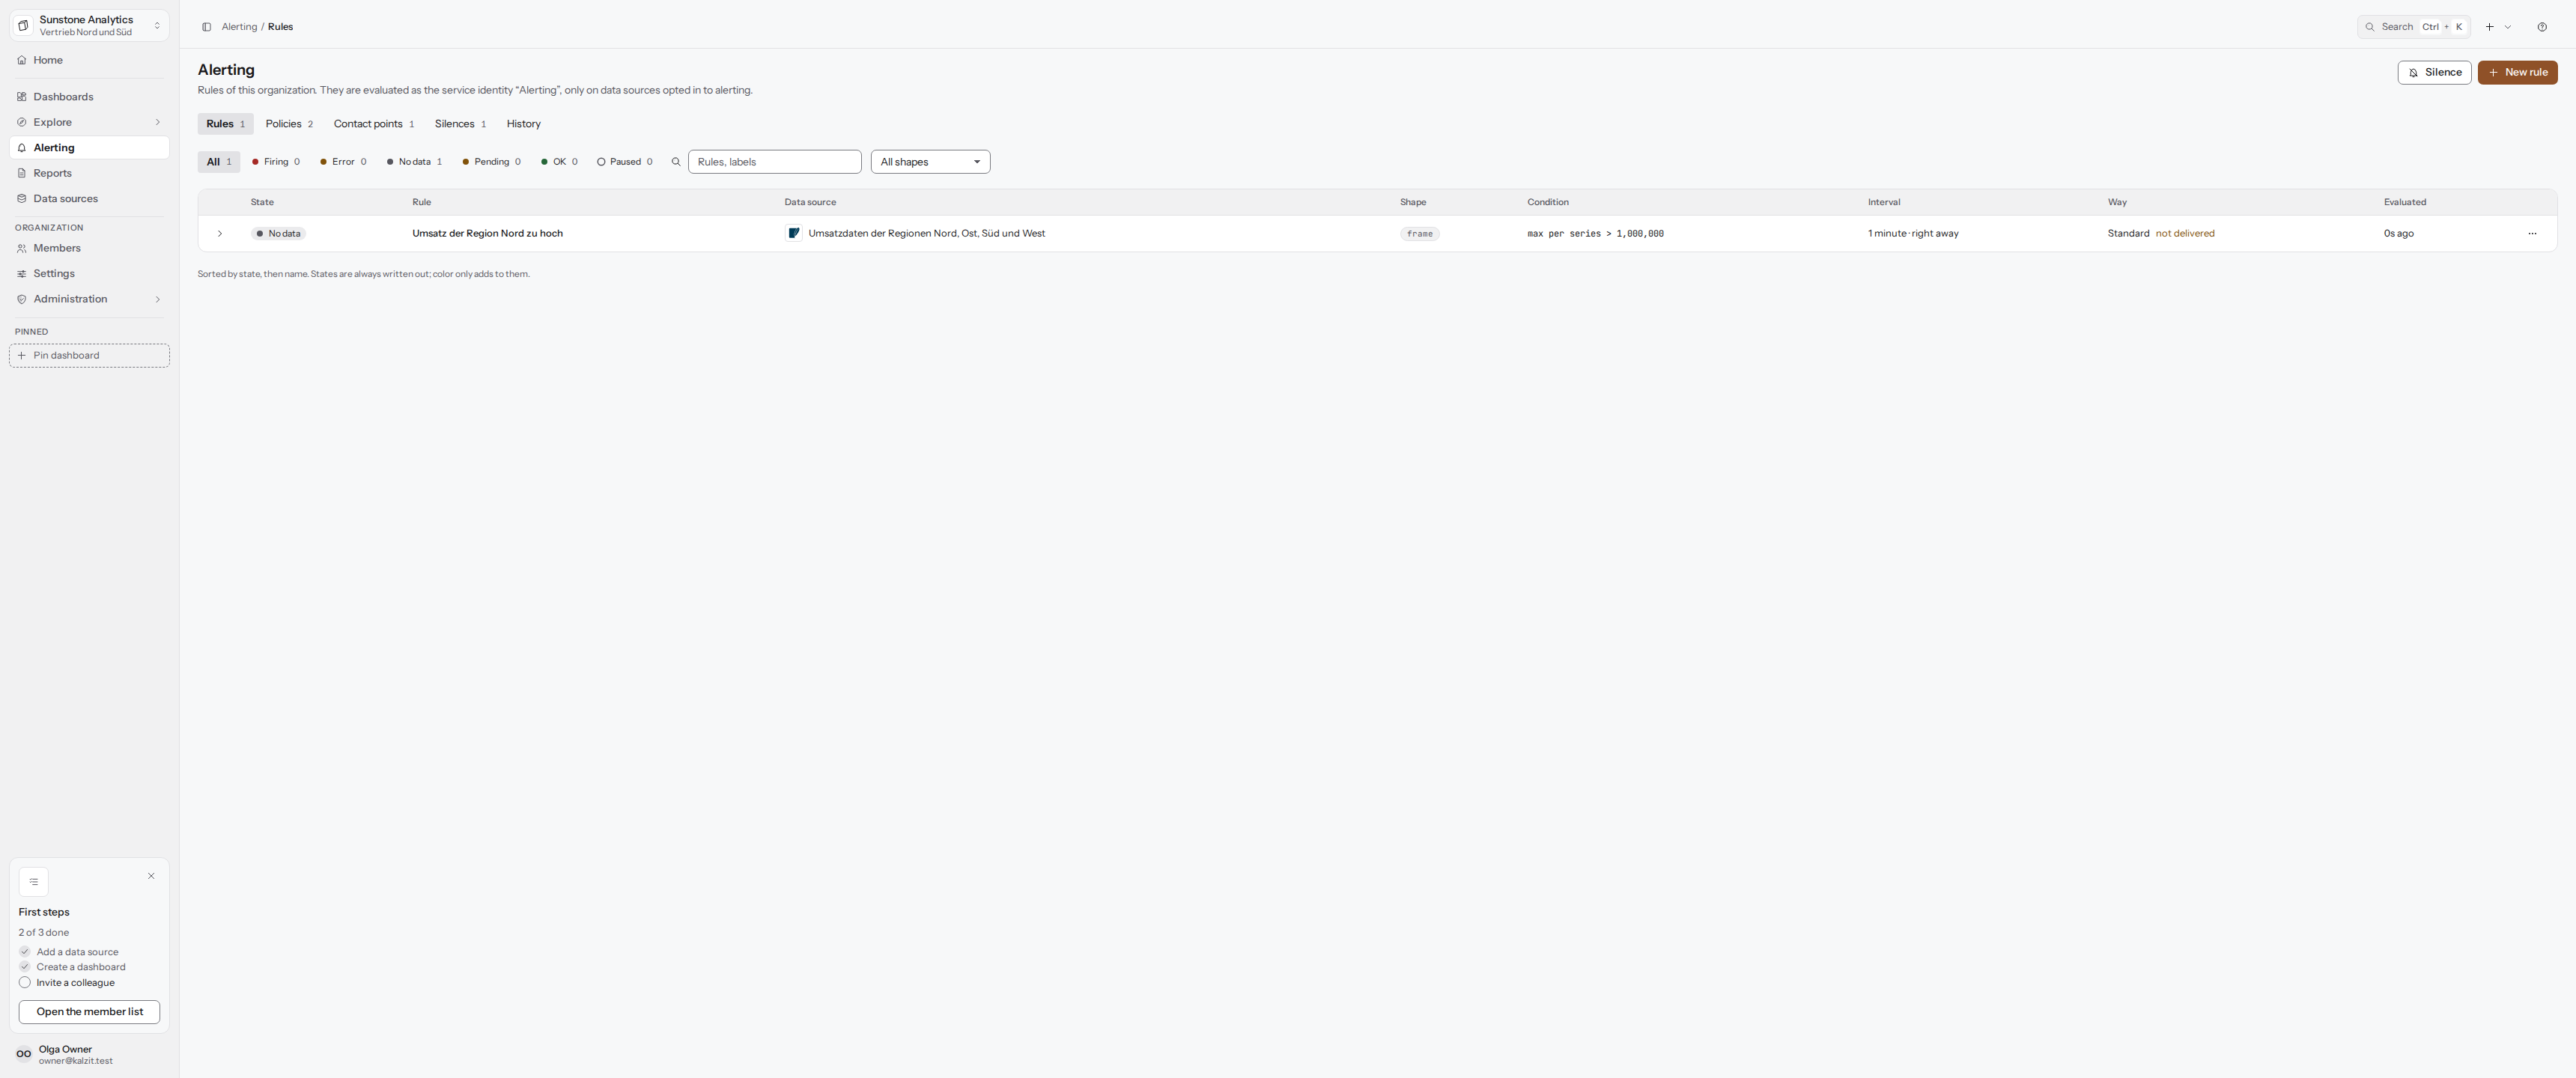 Sunstone Analytics
Vertrieb Nord und Süd
Home
Dashboards
Explore
Alerting
Reports
Data sources
ORGANIZATION
Members
Settings
Administration
PINNED
Pin dashboard
First steps
2 of 3 done
Add a data source
Create a dashboard
Invite a colleague
Open the member list
OO
Olga Owner
owner@kalzit.test
Alerting / Rules
Search Ctrl + K
Alerting
Rules of this organization. They are evaluated as the service identity “Alerting”, only on data sources opted in to alerting.
Silence
New rule
Rules 1 Policies 2 Contact points 1 Silences 1 History
All 1 Firing 0 Error 0 No data 1 Pending 0 OK 0 Paused 0 Rules, labels All shapes
State Rule Data source Shape Condition Interval Way Evaluated
No data Umsatz der Region Nord zu hoch Umsatzdaten der Regionen Nord, Ost, Süd und West frame max per series > 1,000,000 1 minute · right away Standard not delivered 0s ago
Sorted by state, then name. States are always written out; color only adds to them.